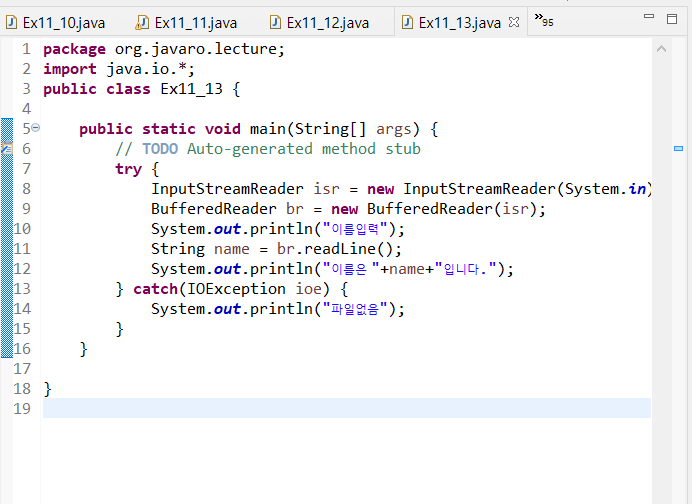 Ex11_10.java Ex11_11.java Ex11_12.java Ex11_13.java »95
1 package org.javaro.lecture;
2 import java.io.*;
3 public class Ex11_13 {
4
5 public static void main(String[] args) {
6 // TODO Auto-generated method stub
7 try {
8 InputStreamReader isr = new InputStreamReader(System.in)
9 BufferedReader br = new BufferedReader(isr);
10 System.out.println("이름입력");
11 String name = br.readLine();
12 System.out.println("이름은 "+name+"입니다.");
13 } catch(IOException ioe) {
14 System.out.println("파일없음");
15 }
16 }
17
18 }
19